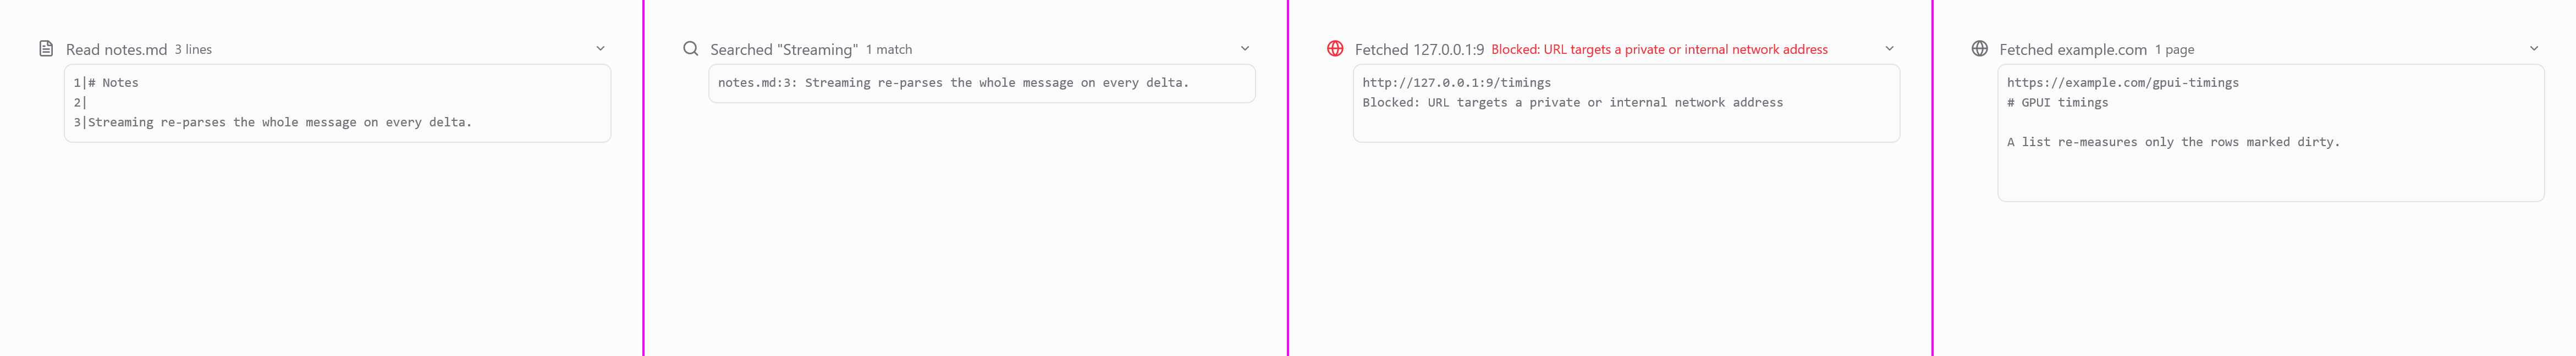 Read notes.md 3 lines
1|# Notes
2|
3|Streaming re-parses the whole message on every delta.
Searched "Streaming" 1 match
notes.md:3: Streaming re-parses the whole message on every delta.
Fetched 127.0.0.1:9 Blocked: URL targets a private or internal network address
http://127.0.0.1:9/timings
Blocked: URL targets a private or internal network address
Fetched example.com 1 page
https://example.com/gpui-timings
# GPUI timings
A list re-measures only the rows marked dirty.